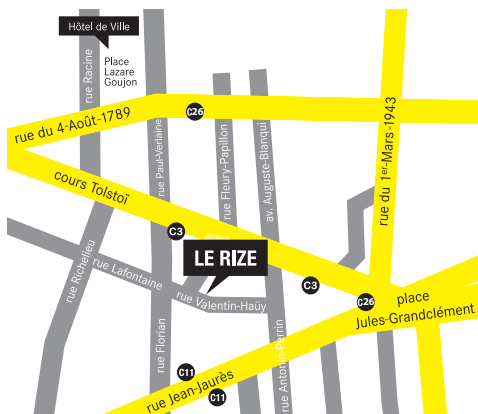 Hôtel de Ville
Place
Lazare
Goujon
rue Racine
rue du 4-Août-1789
C26
rue Paul-Verlaine
rue Fleury-Papillon
av. Auguste-Blanqui
rue du 1er-Mars-1943
cours Tolstoï
C3
LE RIZE
rue Richelieu
rue Lafontaine
rue Valentin-Haüy
C3
C26
place
Jules-Grandclément
rue Florian
rue Antonin-Perrin
C11
rue Jean-Jaurès
C11